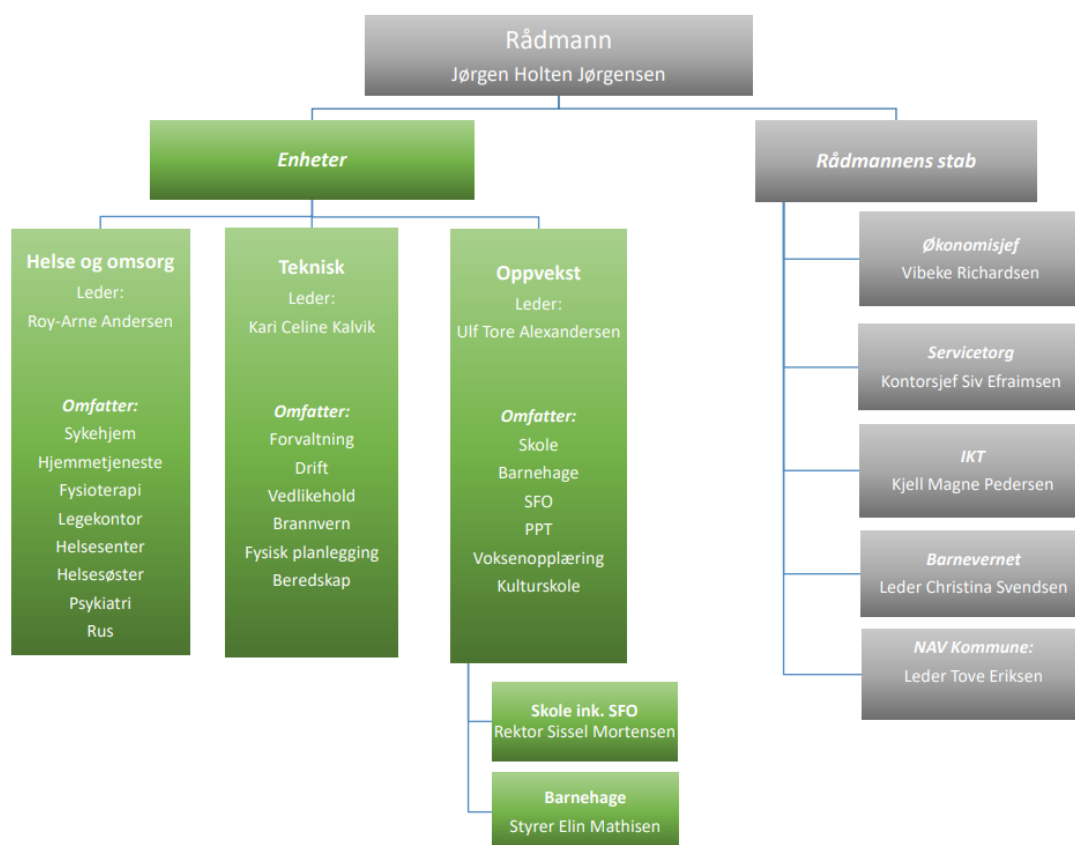 Rådmann
Jørgen Holten Jørgensen
Enheter
Rådmannens stab
Helse og omsorg
Leder:
Roy-Arne Andersen
Omfatter:
Sykehjem
Hjemmetjeneste
Fysioterapi
Legekontor
Helsesenter
Helsesøster
Psykiatri
Rus
Teknisk
Leder:
Kari Celine Kalvik
Omfatter:
Forvaltning
Drift
Vedlikehold
Brannvern
Fysisk planlegging
Beredskap
Oppvekst
Leder:
Ulf Tore Alexandersen
Omfatter:
Skole
Barnehage
SFO
PPT
Voksenopplæring
Kulturskole
Skole ink. SFO
Rektor Sissel Mortensen
Barnehage
Styrer Elin Mathisen
Økonomisjef
Vibeke Richardsen
Servicetorg
Kontorsjef Siv Efraimsen
IKT
Kjell Magne Pedersen
Barnevernet
Leder Christina Svendsen
NAV Kommune:
Leder Tove Eriksen